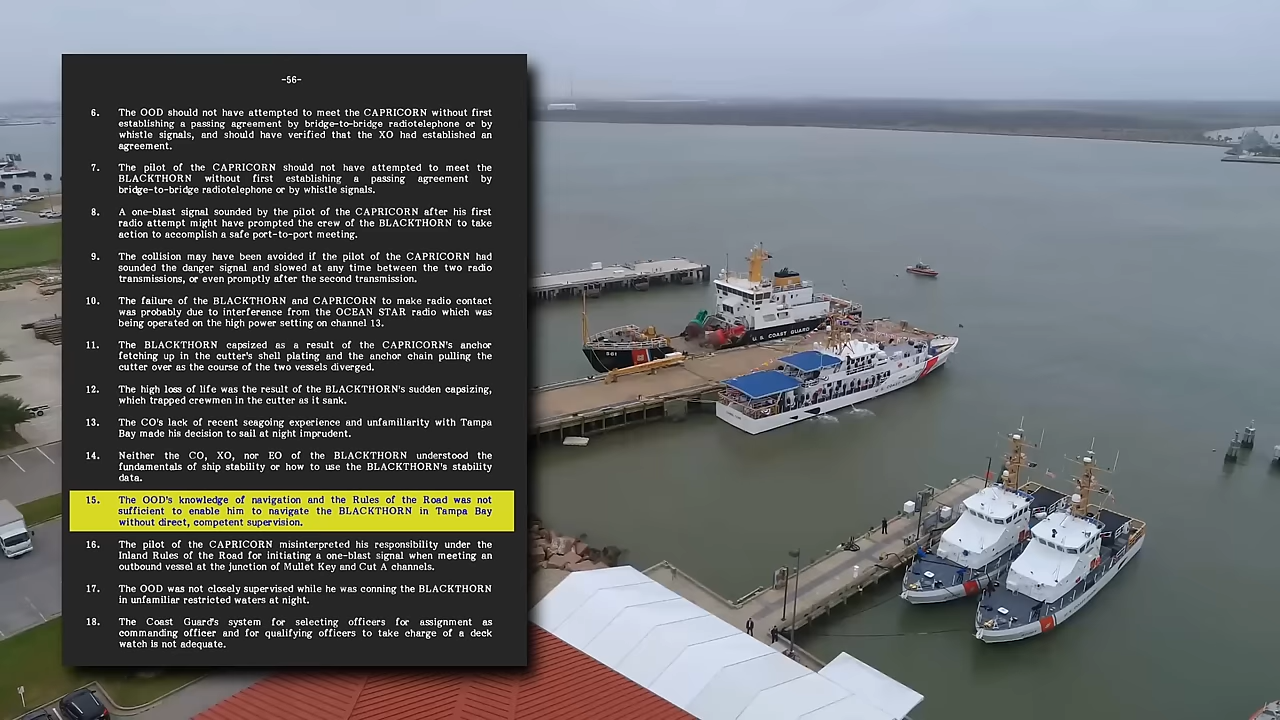 -56-
6. The OOD should not have attempted to meet the CAPRICORN without first
establishing a passing agreement by bridge-to-bridge radiotelephone or by
whistle signals, and should have verified that the XO had established an
agreement.
7. The pilot of the CAPRICORN should not have attempted to meet the
BLACKTHORN without first establishing a passing agreement by
bridge-to-bridge radiotelephone or by whistle signals.
8. A one-blast signal sounded by the pilot of the CAPRICORN after his first
radio attempt might have prompted the crew of the BLACKTHORN to take
action to accomplish a safe port-to-port meeting.
9. The collision may have been avoided if the pilot of the CAPRICORN had
sounded the danger signal and slowed at any time between the two radio
transmissions, or even promptly after the second transmission.
10. The failure of the BLACKTHORN and CAPRICORN to make radio contact
was probably due to interference from the OCEAN STAR radio which was
being operated on the high power setting on channel 13.
11. The BLACKTHORN capsized as a result of the CAPRICORN's anchor
fetching up in the cutter's shell plating and the anchor chain pulling the
cutter over as the course of the two vessels diverged.
12. The high loss of life was the result of the BLACKTHORN's sudden capsizing,
which trapped crewmen in the cutter as it sank.
13. The CO's lack of recent seagoing experience and unfamiliarity with Tampa
Bay made his decision to sail at night imprudent.
14. Neither the CO, XO, nor EO of the BLACKTHORN understood the
fundamentals of ship stability or how to use the BLACKTHORN's stability
data.
15. The OOD's knowledge of navigation and the Rules of the Road was not
sufficient to enable him to navigate the BLACKTHORN in Tampa Bay
without direct, competent supervision.
16. The pilot of the CAPRICORN misinterpreted his responsibility under the
Inland Rules of the Road for initiating a one-blast signal when meeting an
outbound vessel at the junction of Mullet Key and Cut A channels.
17. The OOD was not closely supervised while he was conning the BLACKTHORN
in unfamiliar restricted waters at night.
18. The Coast Guard's system for selecting officers for assignment as
commanding officer and for qualifying officers to take charge of a deck
watch is not adequate.
U.S. COAST GUARD